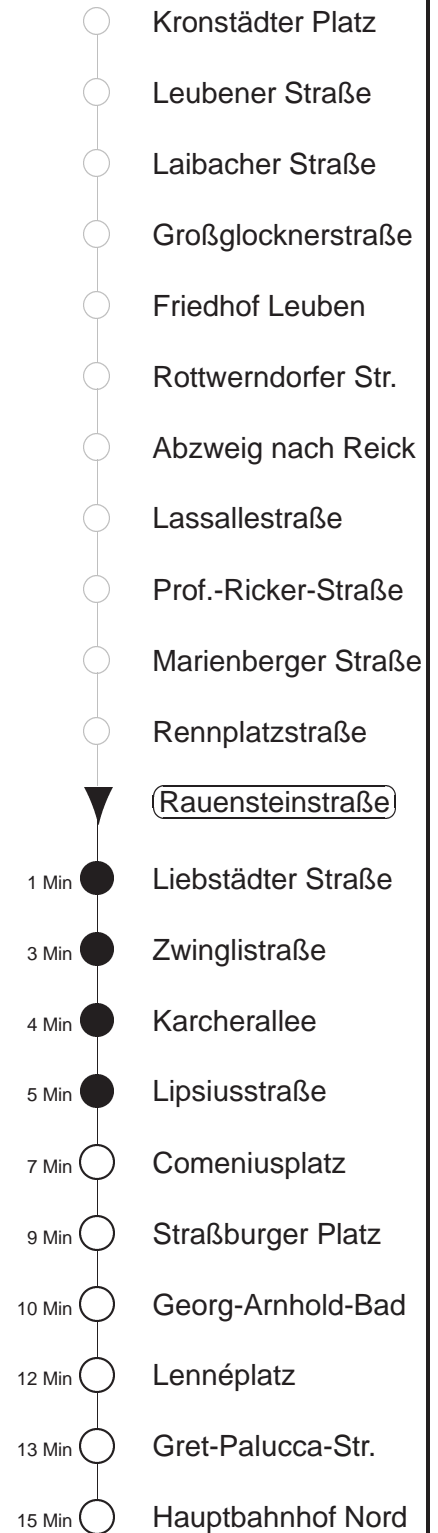 Kronstädter Platz
Leubener Straße
Laibacher Straße
Großglocknerstraße
Friedhof Leuben
Rottwerndorfer Str.
Abzweig nach Reick
Lassallestraße
Prof.-Ricker-Straße
Marienberger Straße
Rennplatzstraße
Rauensteinstraße
1 Min Liebstädter Straße
3 Min Zwinglistraße
4 Min Karcherallee
5 Min Lipsiusstraße
7 Min Comeniusplatz
9 Min Straßburger Platz
10 Min Georg-Arnhold-Bad
12 Min Lennéplatz
13 Min Gret-Palucca-Str.
15 Min Hauptbahnhof Nord